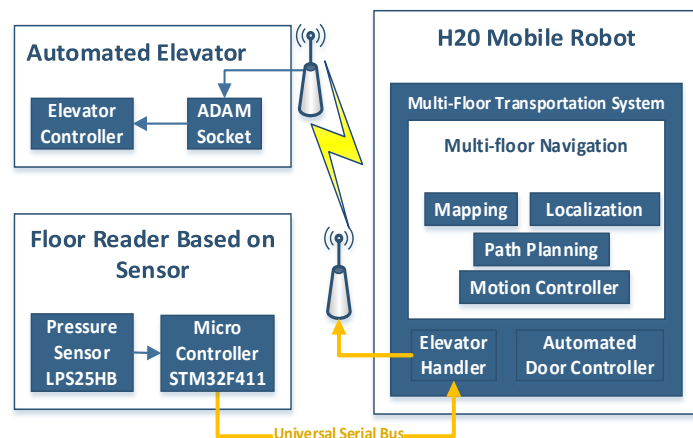 Automated Elevator
Elevator
Controller
ADAM
Socket
H20 Mobile Robot
Multi-Floor Transportation System
Multi-floor Navigation
Mapping
Localization
Path Planning
Motion Controller
Elevator
Handler
Automated
Door Controller
Floor Reader Based on
Sensor
Pressure
Sensor
LPS25HB
Micro
Controller
STM32F411
Universal Serial Bus